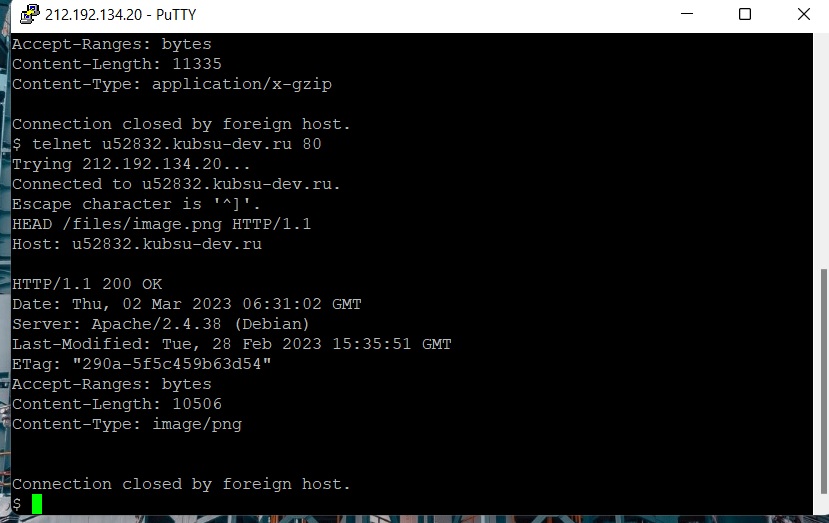 212.192.134.20 - PuTTY
Accept-Ranges: bytes
Content-Length: 11335
Content-Type: application/x-gzip

Connection closed by foreign host.
$ telnet u52832.kubsu-dev.ru 80
Trying 212.192.134.20...
Connected to u52832.kubsu-dev.ru.
Escape character is '^]'.
HEAD /files/image.png HTTP/1.1
Host: u52832.kubsu-dev.ru

HTTP/1.1 200 OK
Date: Thu, 02 Mar 2023 06:31:02 GMT
Server: Apache/2.4.38 (Debian)
Last-Modified: Tue, 28 Feb 2023 15:35:51 GMT
ETag: "290a-5f5c459b63d54"
Accept-Ranges: bytes
Content-Length: 10506
Content-Type: image/png

Connection closed by foreign host.
$